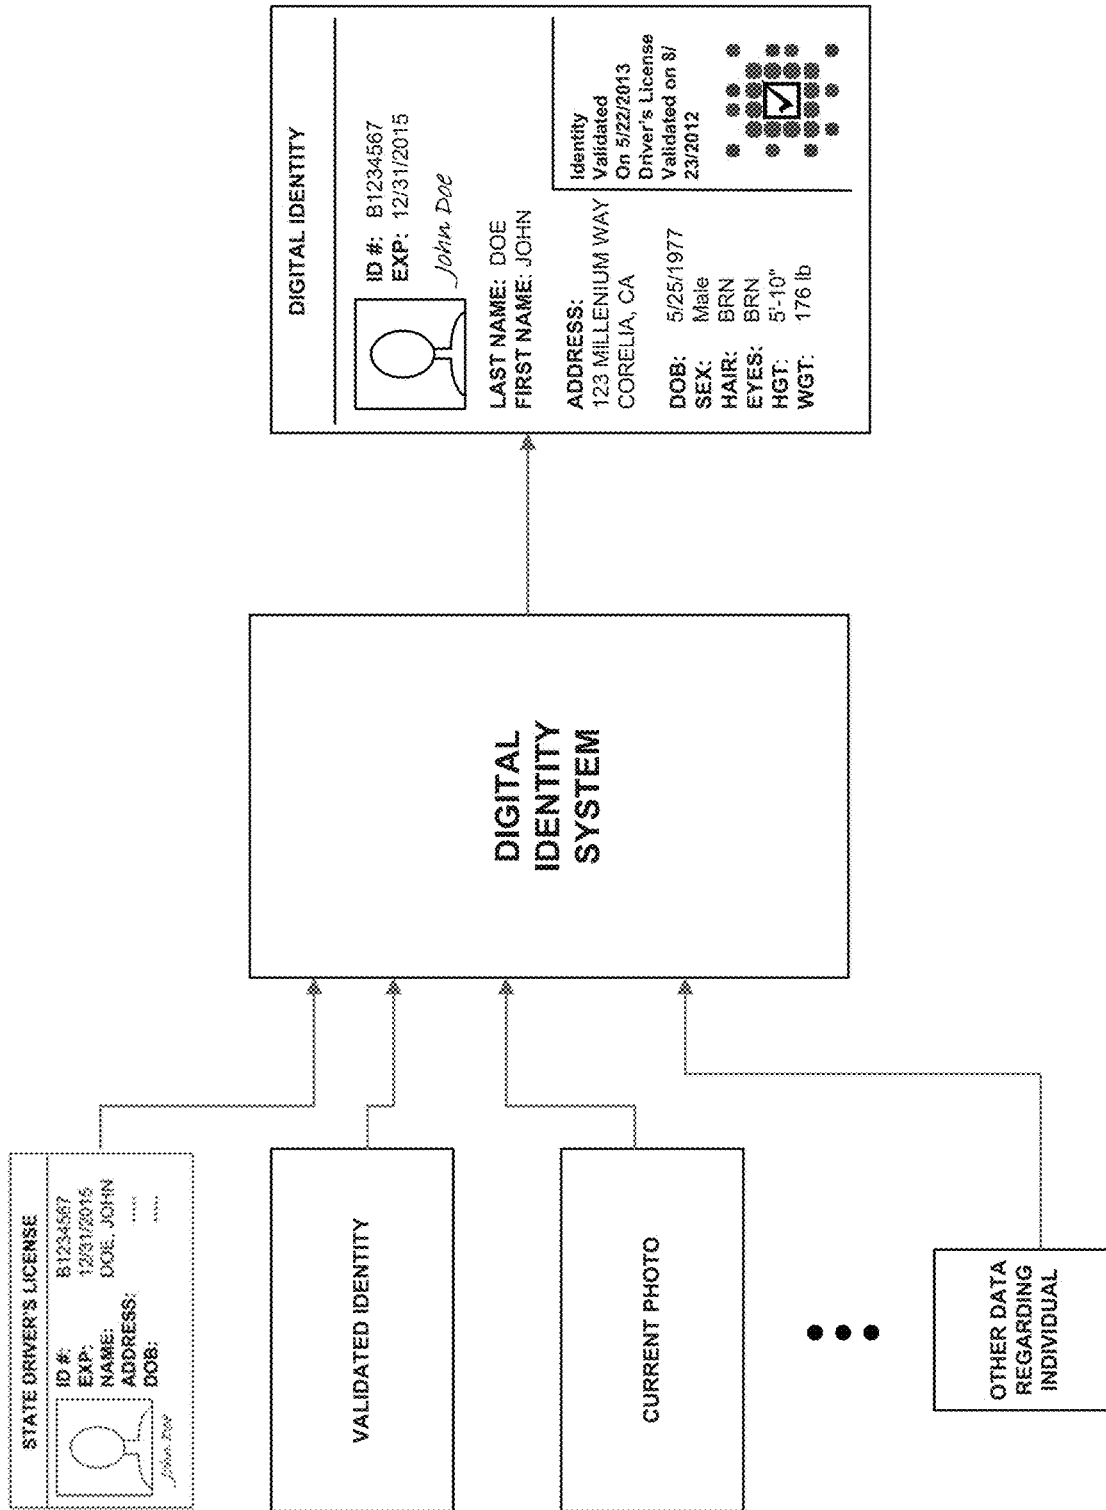 STATE DRIVER'S LICENSE
ID #: B1234567
EXP: 12/31/2015
NAME: DOE, JOHN
ADDRESS: .....
DOB: .....
John Doe
VALIDATED IDENTITY
CURRENT PHOTO
OTHER DATA
REGARDING
INDIVIDUAL
DIGITAL
IDENTITY
SYSTEM
DIGITAL IDENTITY
ID #: B1234567
EXP: 12/31/2015
John Doe
LAST NAME: DOE
FIRST NAME: JOHN
ADDRESS:
123 MILLENIUM WAY
CORELIA, CA
DOB: 5/25/1977
SEX: Male
HAIR: BRN
EYES: BRN
HGT: 5'-10"
WGT: 176 lb
Identity
Validated
On 5/22/2013
Driver's License
Validated on 8/
23/2012